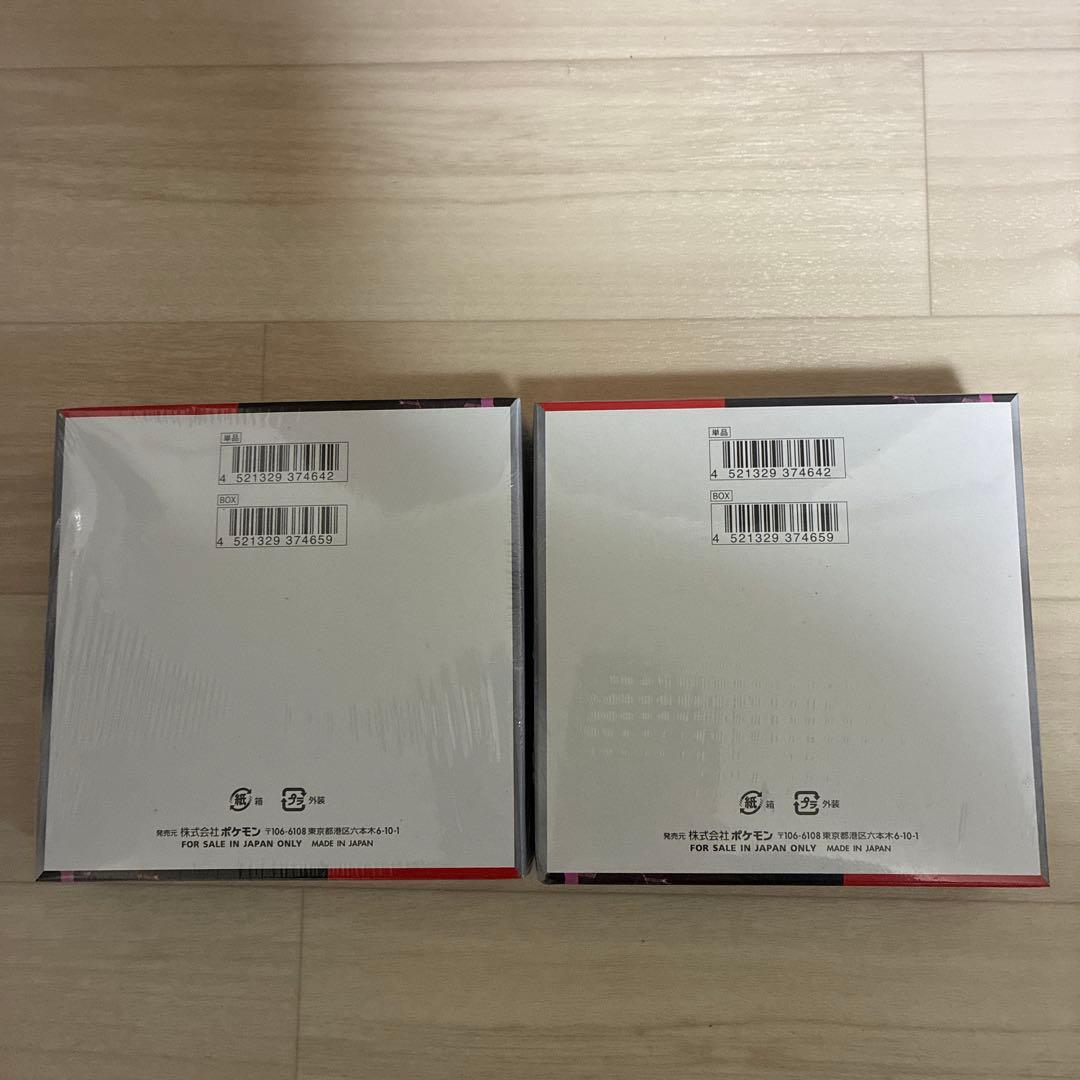 単品
4 521329 374642
BOX
4 521329 374659
紙 箱 プラ 外装
発売元 株式会社 ポケモン 〒106-6108 東京都港区六本木6-10-1
FOR SALE IN JAPAN ONLY MADE IN JAPAN
単品
4 521329 374642
BOX
4 521329 374659
紙 箱 プラ 外装
発売元 株式会社 ポケモン 〒106-6108 東京都港区六本木6-10-1
FOR SALE IN JAPAN ONLY MADE IN JAPAN